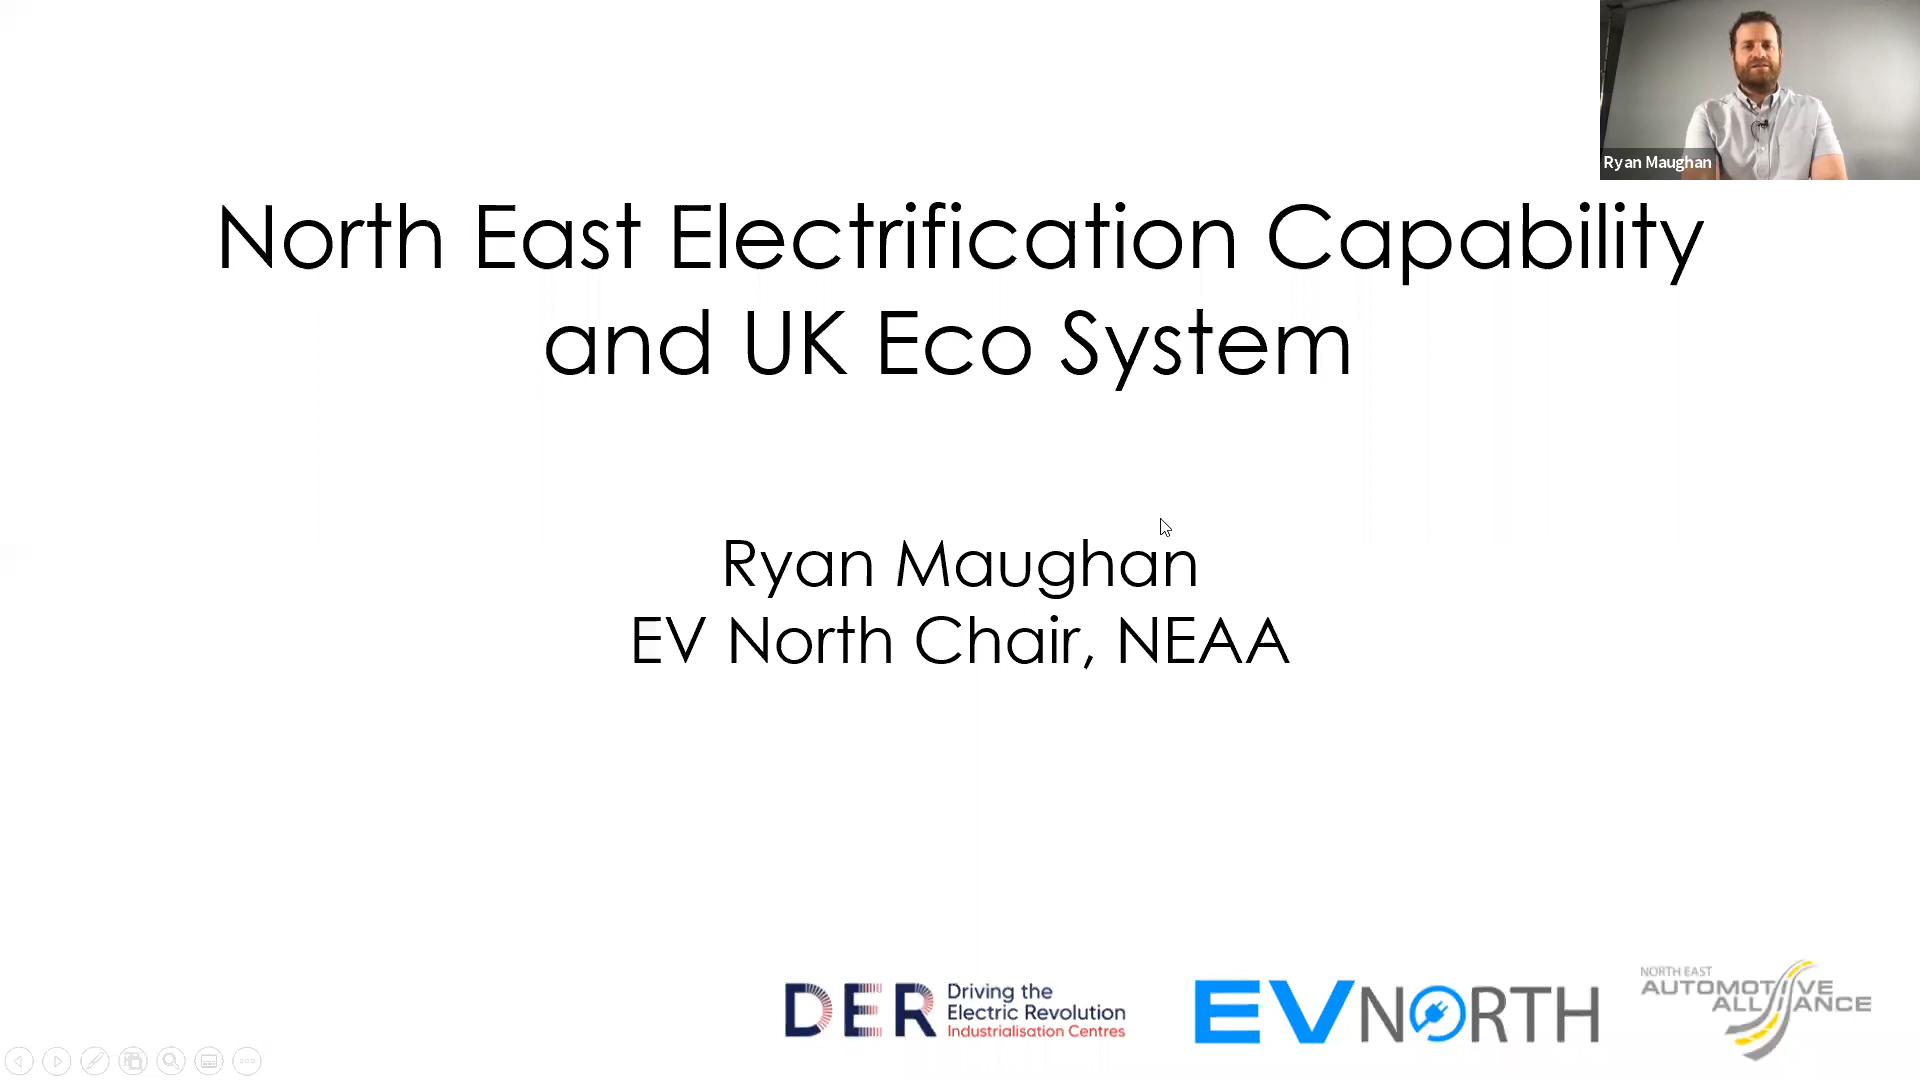 Ryan Maughan
North East Electrification Capability
and UK Eco System
Ryan Maughan
EV North Chair, NEAA
DER
Driving the
Electric Revolution
Industrialisation Centres
EVNORTH
NORTH EAST
AUTOMOTIVE
ALLIANCE